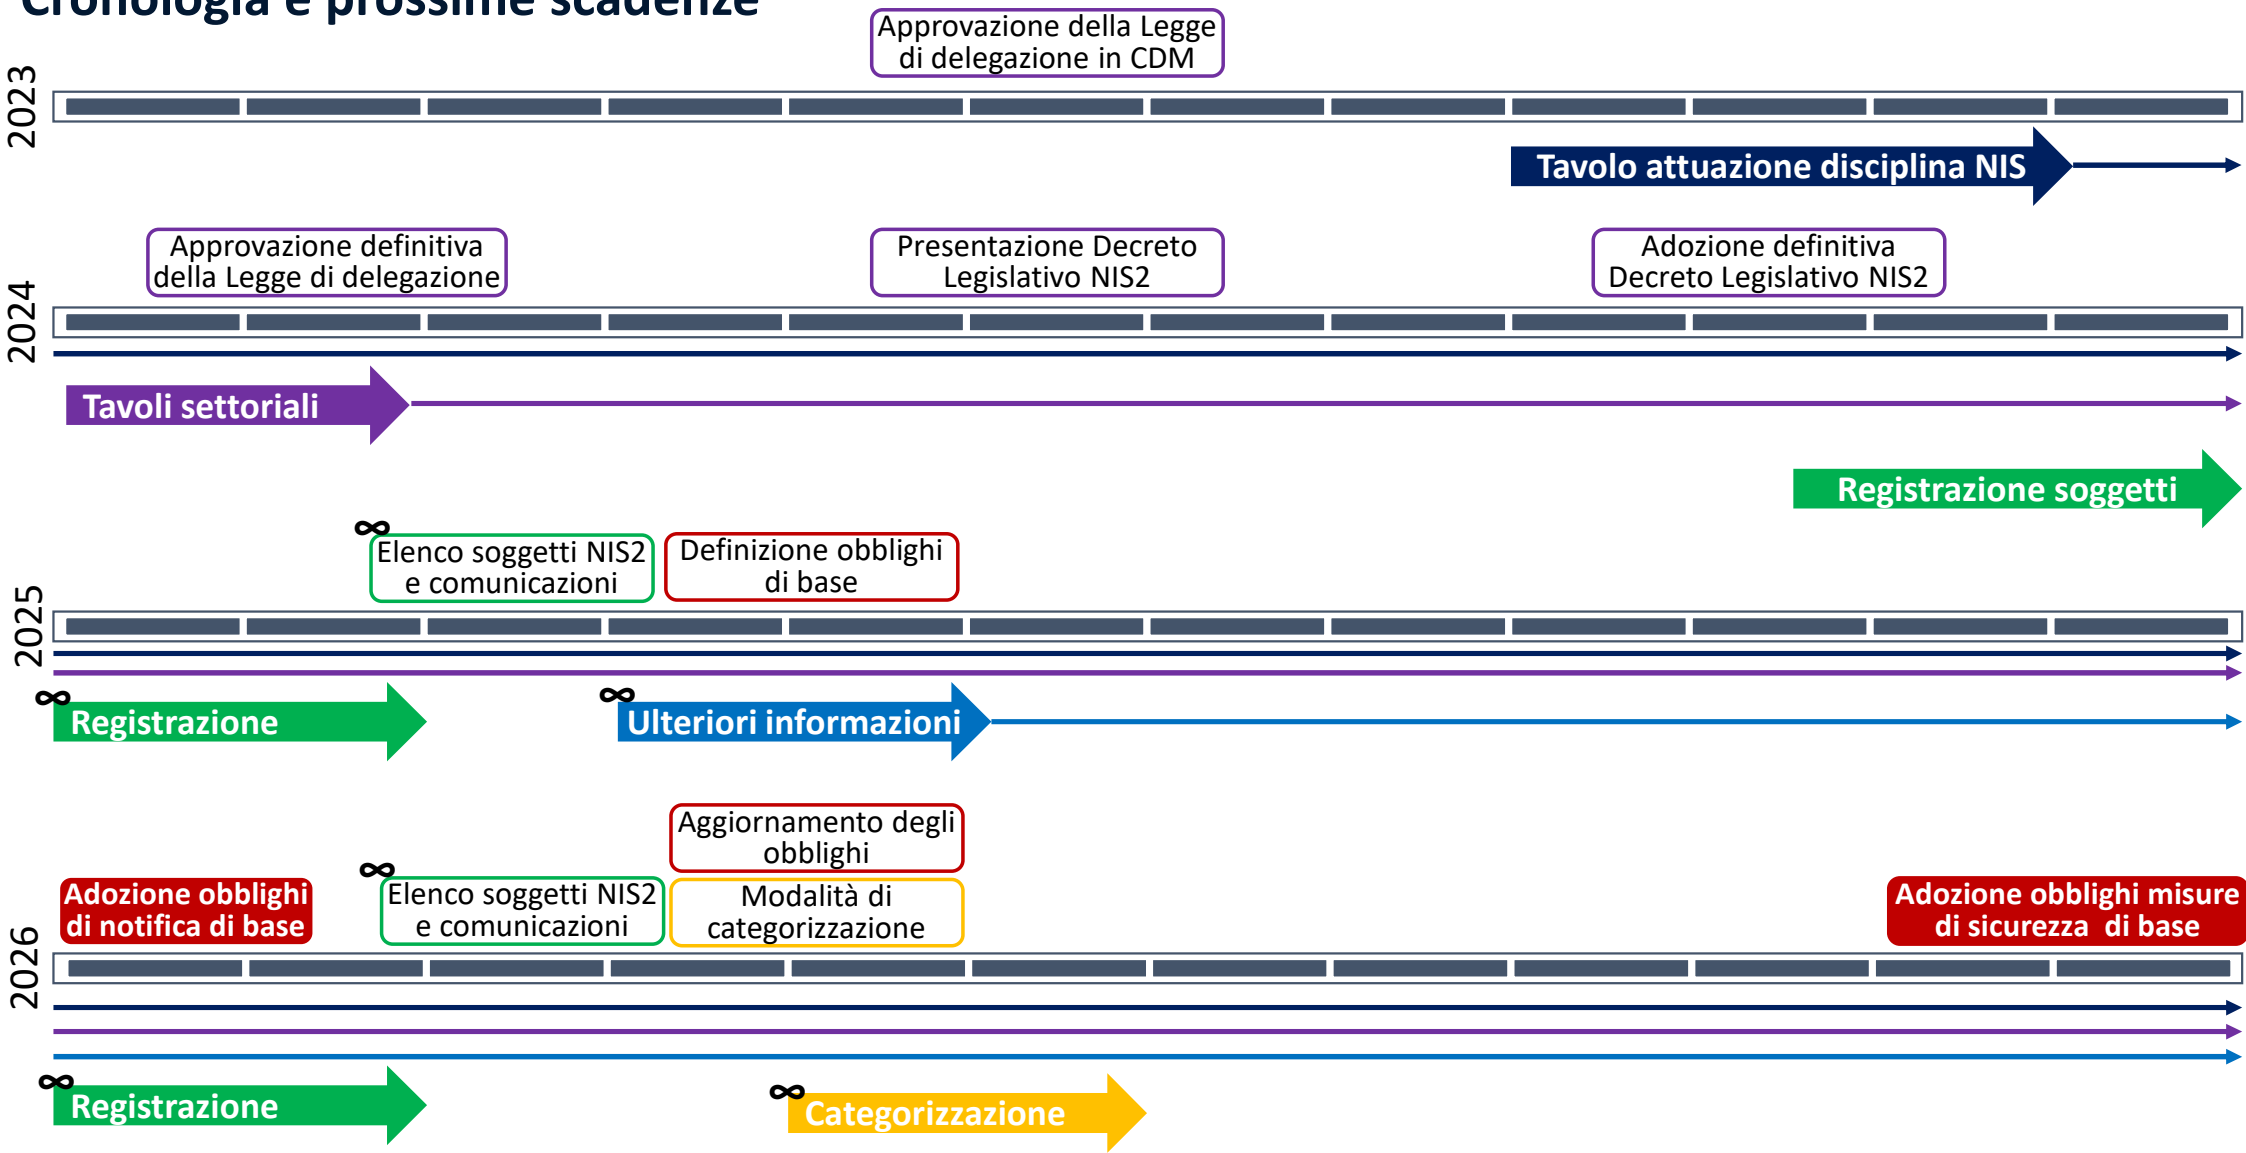 Cronologia e prossime scadenze
Approvazione della Legge
di delegazione in CDM
2023
Tavolo attuazione disciplina NIS
Approvazione definitiva
della Legge di delegazione
Presentazione Decreto
Legislativo NIS2
Adozione definitiva
Decreto Legislativo NIS2
2024
Tavoli settoriali
Registrazione soggetti
∞
Elenco soggetti NIS2
e comunicazioni
Definizione obblighi
di base
2025
∞
Registrazione
∞
Ulteriori informazioni
Aggiornamento degli
obblighi
Adozione obblighi
di notifica di base
∞
Elenco soggetti NIS2
e comunicazioni
Modalità di
categorizzazione
Adozione obblighi misure
di sicurezza di base
2026
∞
Registrazione
∞
Categorizzazione